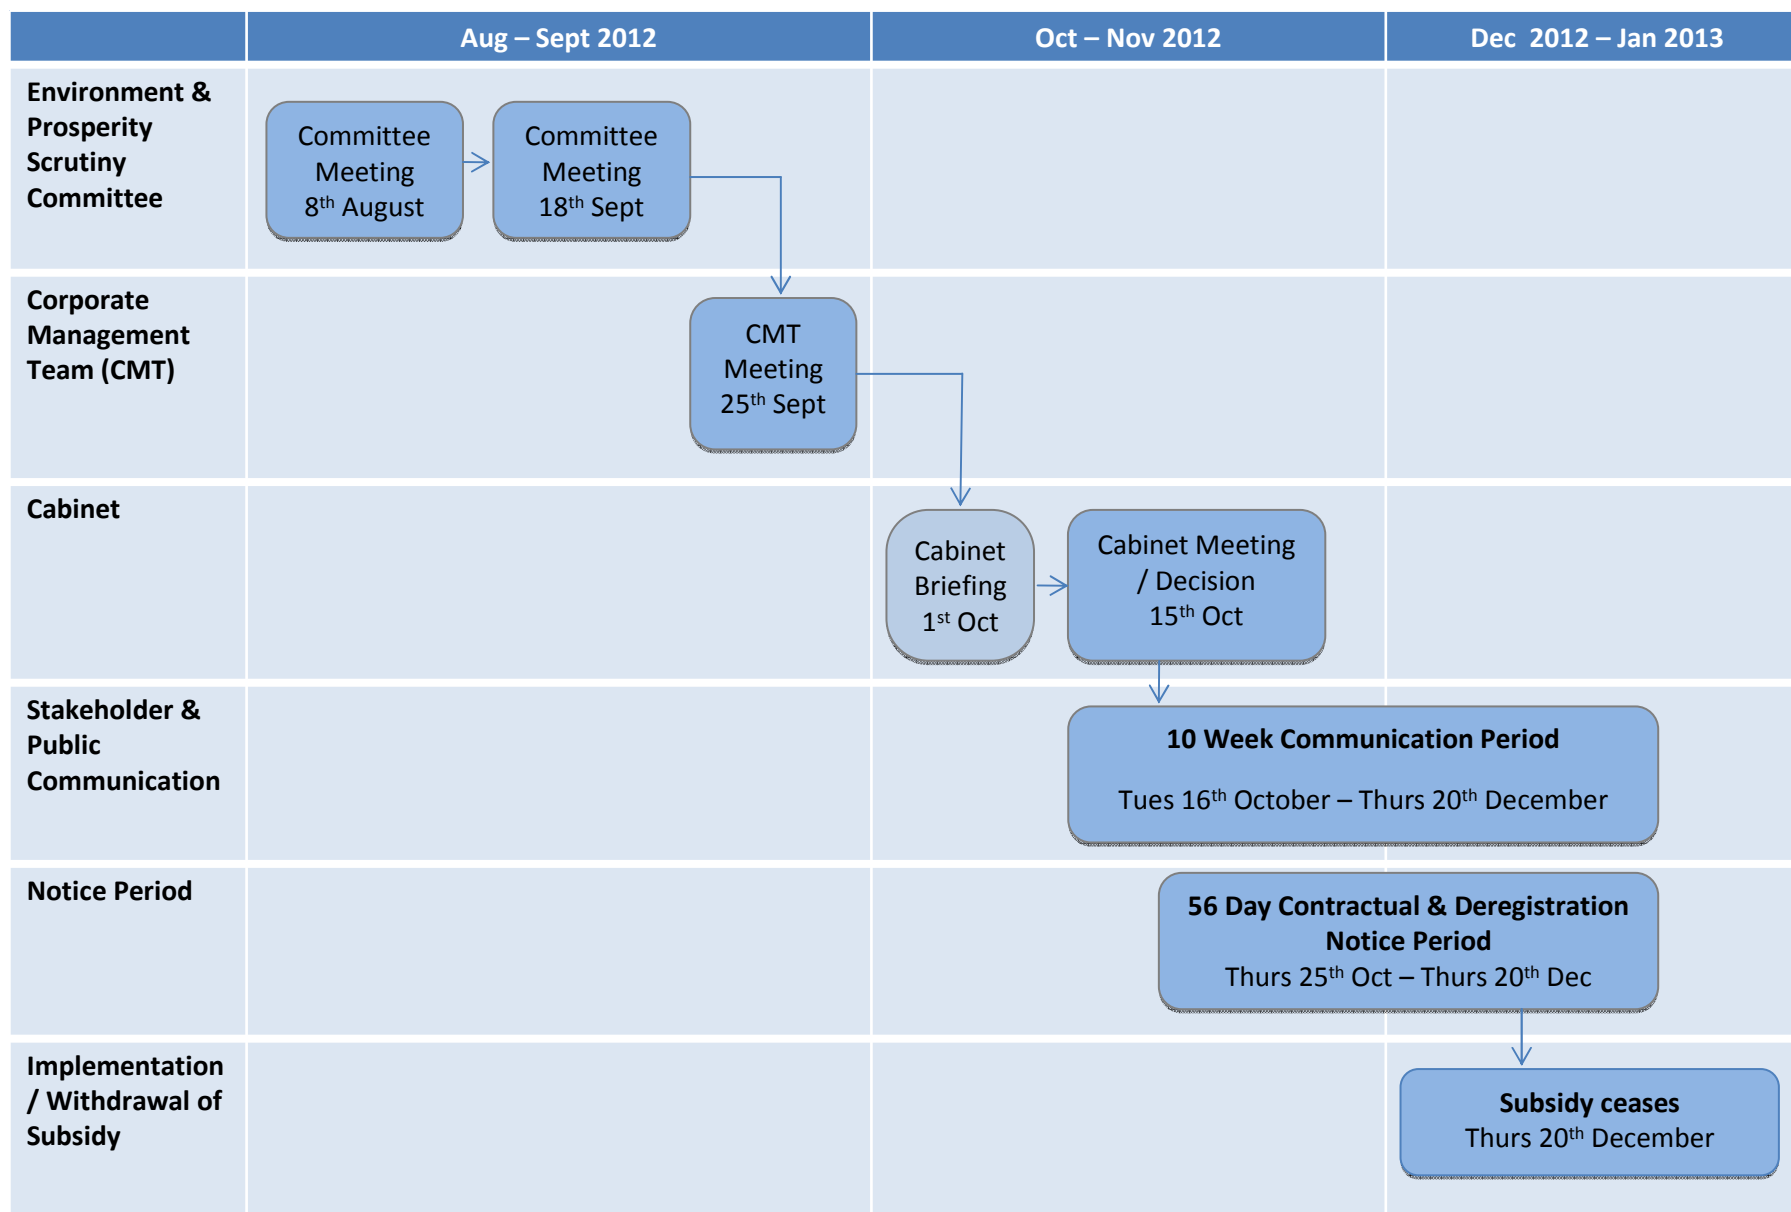 Aug – Sept 2012
Oct – Nov 2012
Dec  2012 – Jan 2013
Environment &
Prosperity
Scrutiny
Committee
Committee
Meeting
8th August
Committee
Meeting
18th Sept
Corporate
Management
Team (CMT)
CMT
Meeting
25th Sept
Cabinet
Cabinet
Briefing
1st Oct
Cabinet Meeting
/ Decision
15th Oct
Stakeholder &
Public
Communication
10 Week Communication Period
Tues 16th October – Thurs 20th December
Notice Period
56 Day Contractual & Deregistration
Notice Period
Thurs 25th Oct – Thurs 20th Dec
Implementation
/ Withdrawal of
Subsidy
Subsidy ceases
Thurs 20th December